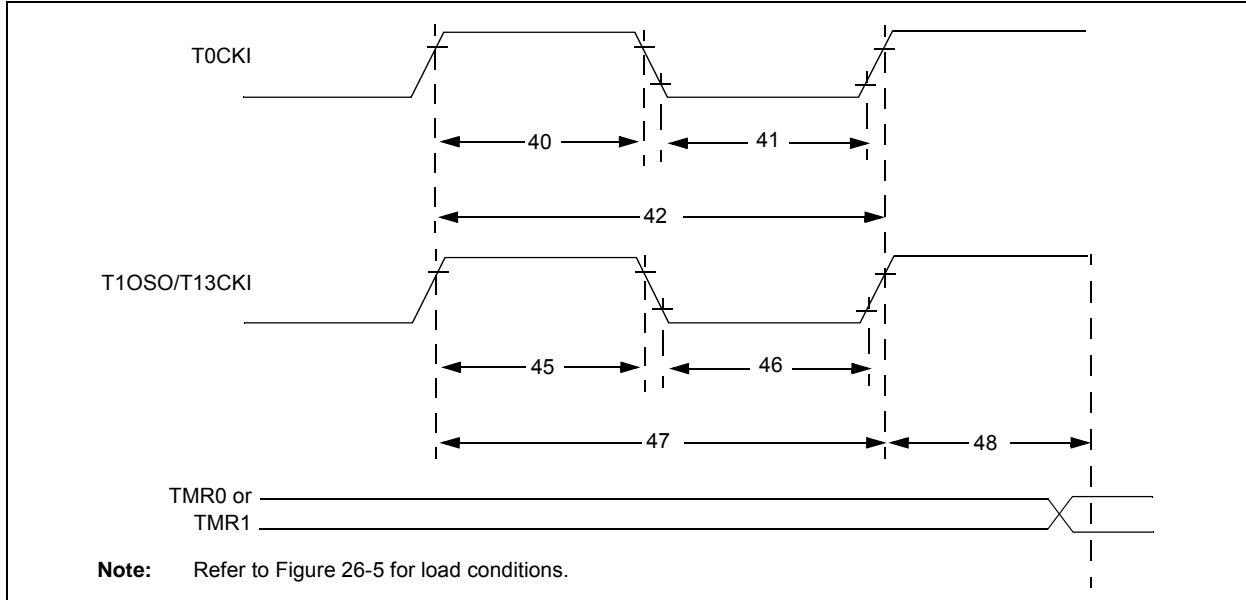 T0CKI
40
41
42
T1OSO/T13CKI
45
46
47
48
TMR0 or
TMR1
Note: Refer to Figure 26-5 for load conditions.